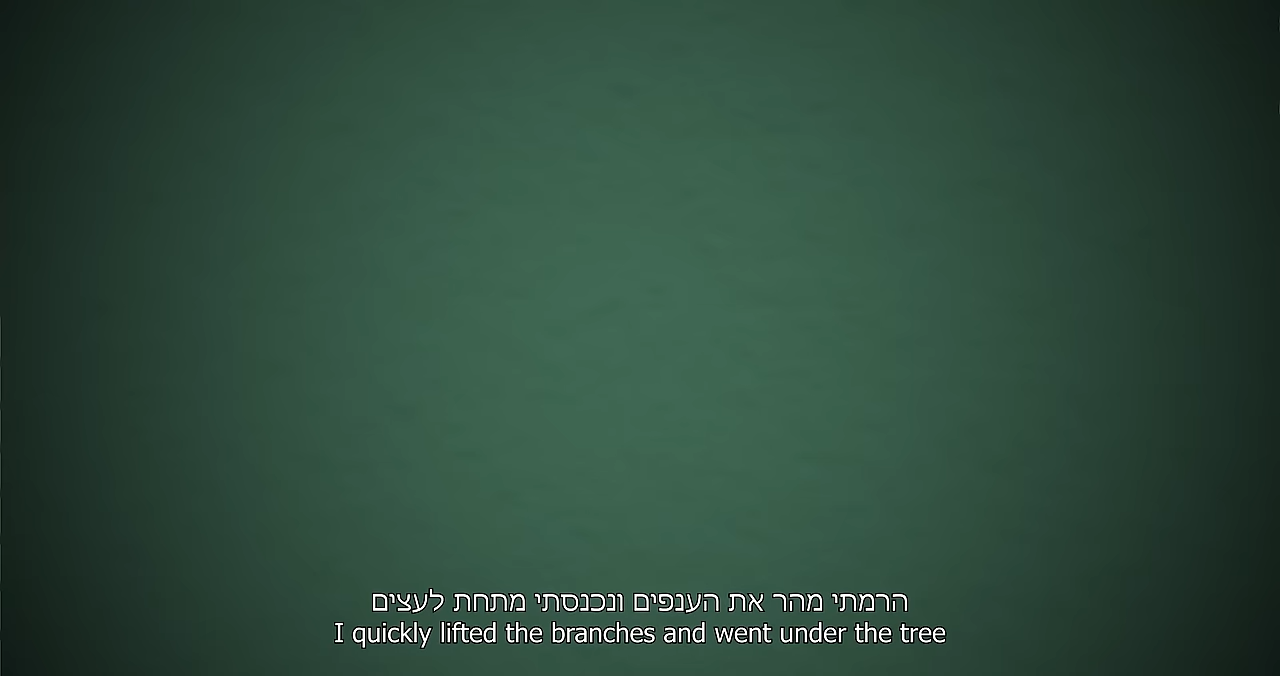 הרמתי מהר את הענפים ונכנסתי מתחת לעצים
I quickly lifted the branches and went under the tree